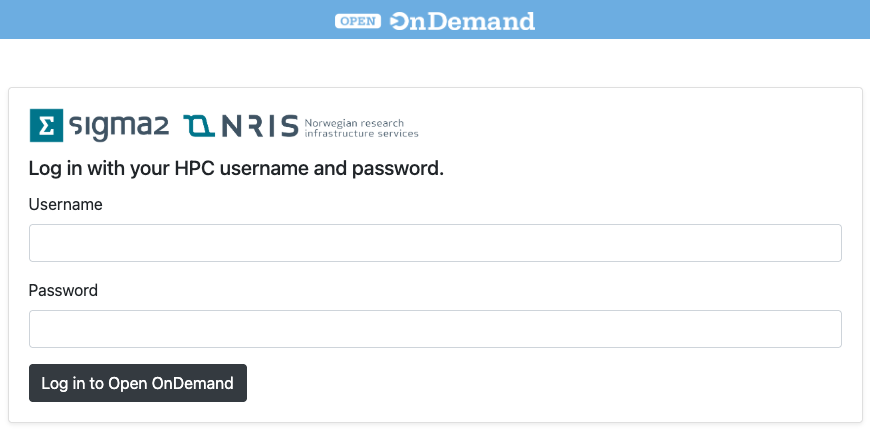 OPEN OnDemand
Σ sigma2 NRIS Norwegian research
infrastructure services
Log in with your HPC username and password.
Username
Password
Log in to Open OnDemand